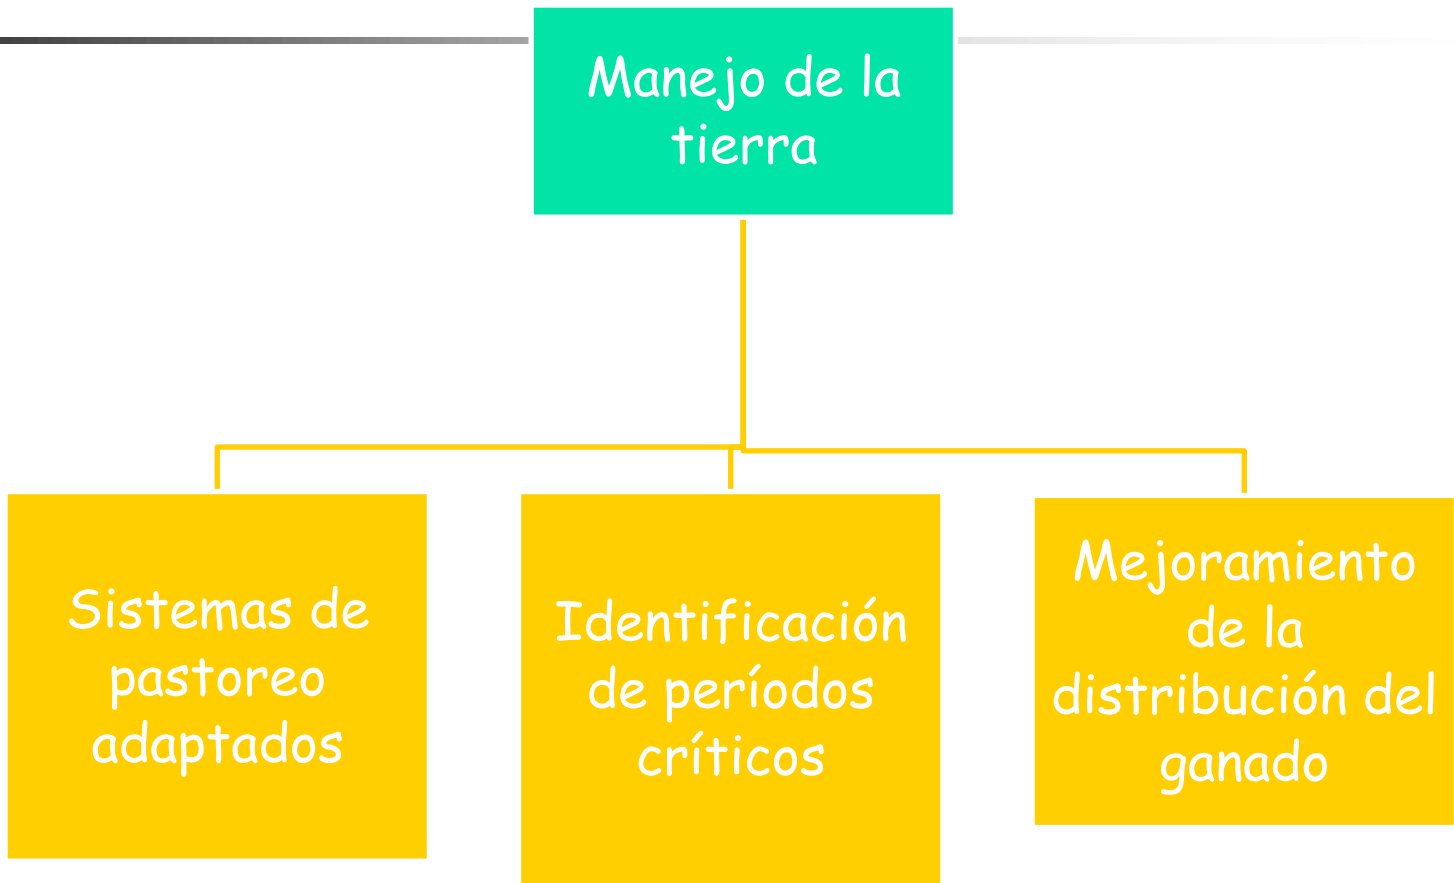 Manejo de la
tierra
Sistemas de
pastoreo
adaptados
Identificación
de períodos
críticos
Mejoramiento
de la
distribución del
ganado